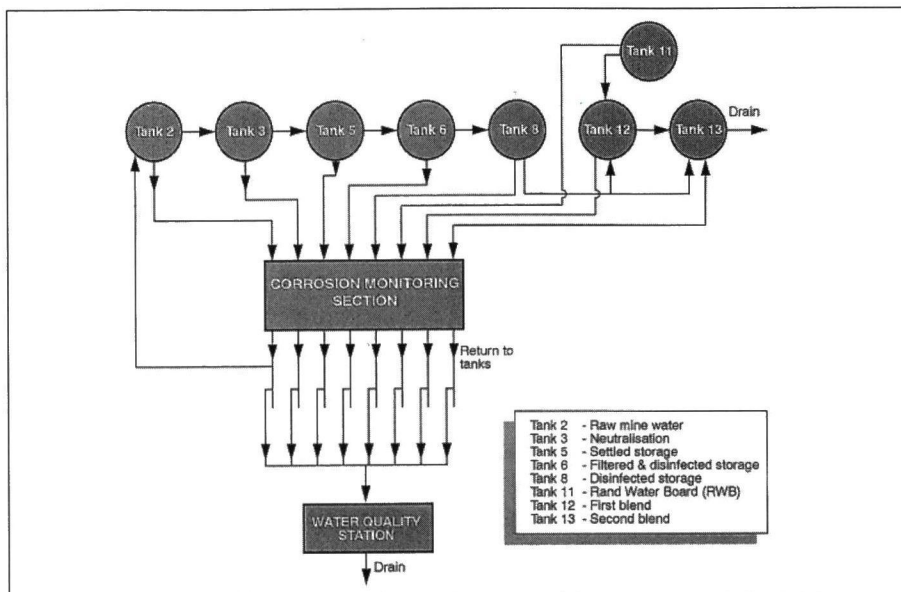 Tank 11
Tank 2
Tank 3
Tank 5
Tank 6
Tank 8
Tank 12
Tank 13
Drain
CORROSION MONITORING
SECTION
Return to
tanks
WATER QUALITY
STATION
Drain
Tank 2 - Raw mine water
Tank 3 - Neutralisation
Tank 5 - Settled storage
Tank 6 - Filtered & disinfected storage
Tank 8 - Disinfected storage
Tank 11 - Rand Water Board (RWB)
Tank 12 - First blend
Tank 13 - Second blend